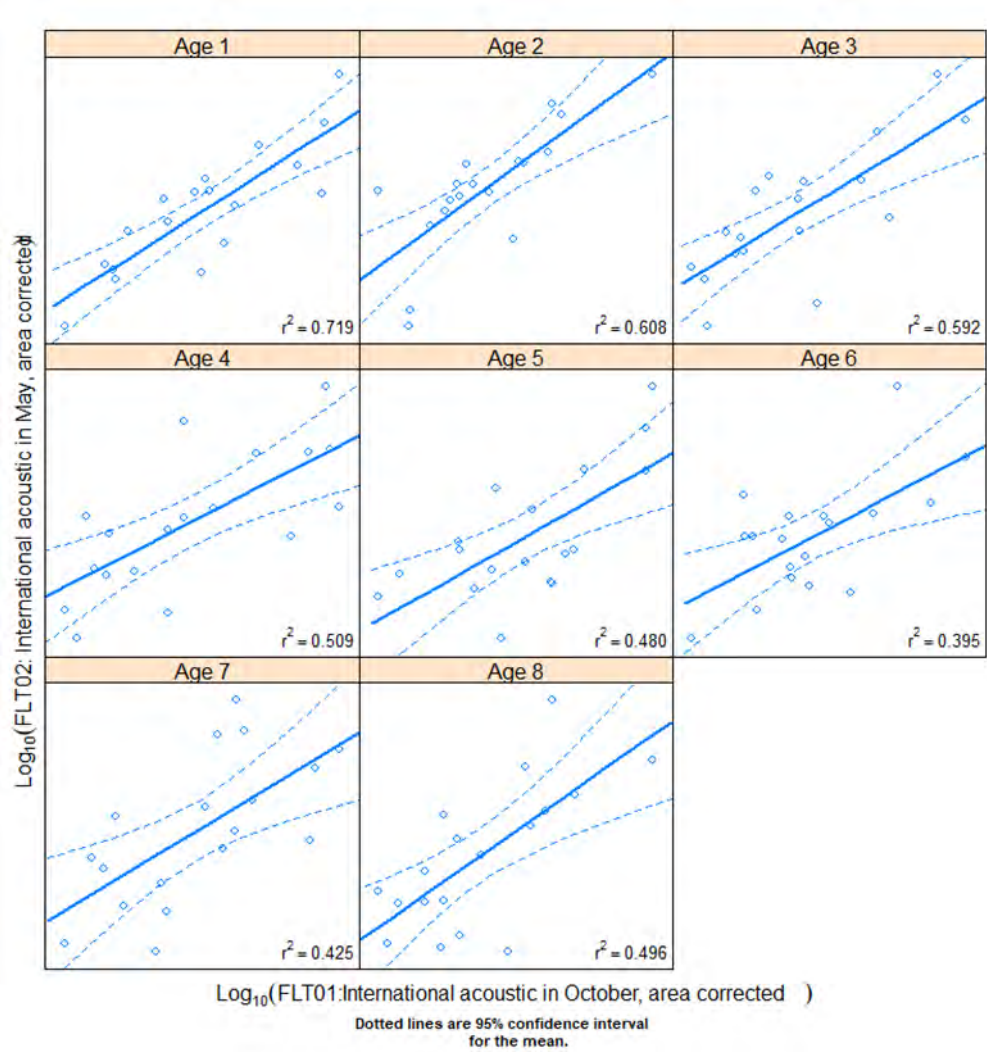 Age 1
Age 2
Age 3
r² = 0.719
r² = 0.608
r² = 0.592
Age 4
Age 5
Age 6
r² = 0.509
r² = 0.480
r² = 0.395
Age 7
Age 8
r² = 0.425
r² = 0.496
Log₁₀(FLT02: International acoustic in May, area corrected)
Log₁₀(FLT01:International acoustic in October, area corrected )
Dotted lines are 95% confidence interval
for the mean.